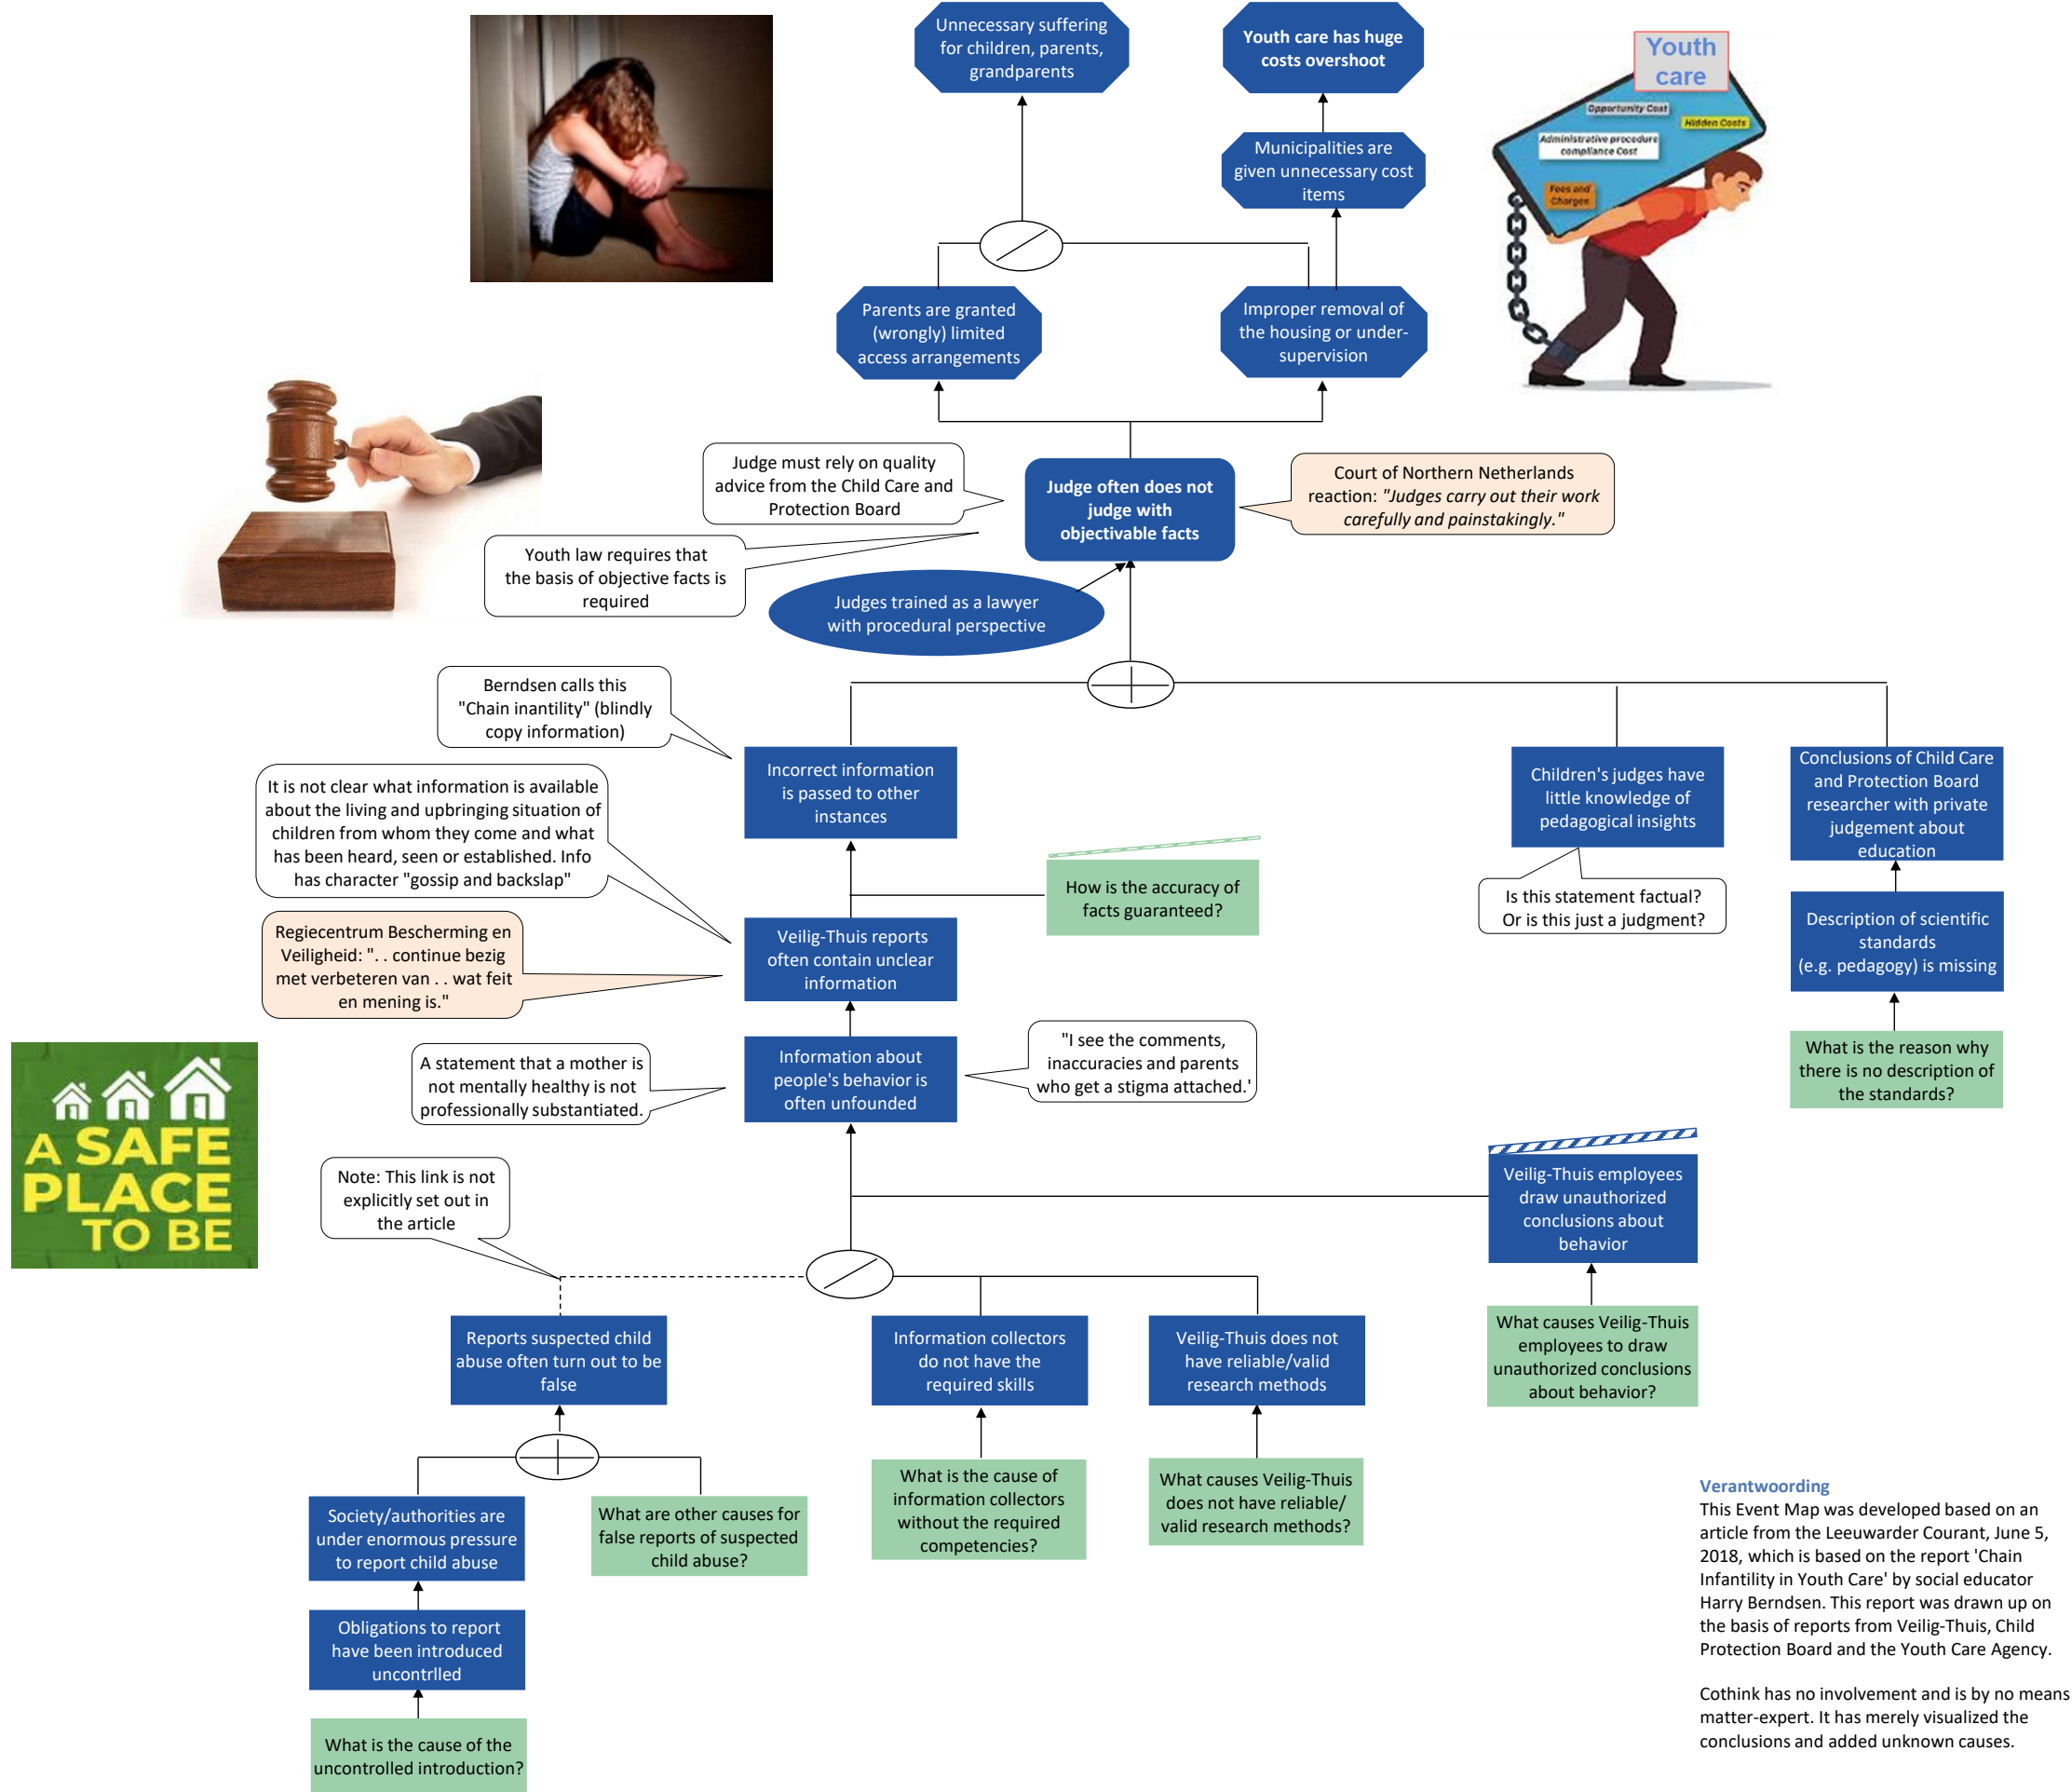 Unnecessary suffering
for children, parents,
grandparents
Youth care has huge
costs overshoot
Youth
care
Opportunity Cost
Hidden Costs
Administrative procedure
compliance Cost
Fees and
Charges
Municipalities are
given unnecessary cost
items
Parents are granted
(wrongly) limited
access arrangements
Improper removal of
the housing or under-
supervision
Judge must rely on quality
advice from the Child Care and
Protection Board
Judge often does not
judge with
objectivable facts
Court of Northern Netherlands
reaction: "Judges carry out their work
carefully and painstakingly."
Youth law requires that
the basis of objective facts is
required
Judges trained as a lawyer
with procedural perspective
Berndsen calls this
"Chain inantility" (blindly
copy information)
Incorrect information
is passed to other
instances
Children's judges have
little knowledge of
pedagogical insights
Conclusions of Child Care
and Protection Board
researcher with private
judgement about
education
It is not clear what information is available
about the living and upbringing situation of
children from whom they come and what
has been heard, seen or established. Info
has character "gossip and backslap"
How is the accuracy of
facts guaranteed?
Is this statement factual?
Or is this just a judgment?
Regiecentrum Bescherming en
Veiligheid: ". . continue bezig
met verbeteren van . . wat feit
en mening is."
Veilig-Thuis reports
often contain unclear
information
Description of scientific
standards
(e.g. pedagogy) is missing
A statement that a mother is
not mentally healthy is not
professionally substantiated.
Information about
people's behavior is
often unfounded
"I see the comments,
inaccuracies and parents
who get a stigma attached.'
What is the reason why
there is no description of
the standards?
A SAFE
PLACE
TO BE
Note: This link is not
explicitly set out in
the article
Veilig-Thuis employees
draw unauthorized
conclusions about
behavior
Reports suspected child
abuse often turn out to be
false
Information collectors
do not have the
required skills
Veilig-Thuis does not
have reliable/valid
research methods
What causes Veilig-Thuis
employees to draw
unauthorized conclusions
about behavior?
Society/authorities are
under enormous pressure
to report child abuse
What are other causes for
false reports of suspected
child abuse?
What is the cause of
information collectors
without the required
competencies?
What causes Veilig-Thuis
does not have reliable/
valid research methods?
Obligations to report
have been introduced
uncontrlled
What is the cause of the
uncontrolled introduction?
Verantwoording
This Event Map was developed based on an
article from the Leeuwarder Courant, June 5,
2018, which is based on the report 'Chain
Infantility in Youth Care' by social educator
Harry Berndsen. This report was drawn up on
the basis of reports from Veilig-Thuis, Child
Protection Board and the Youth Care Agency.
Cothink has no involvement and is by no means
matter-expert. It has merely visualized the
conclusions and added unknown causes.